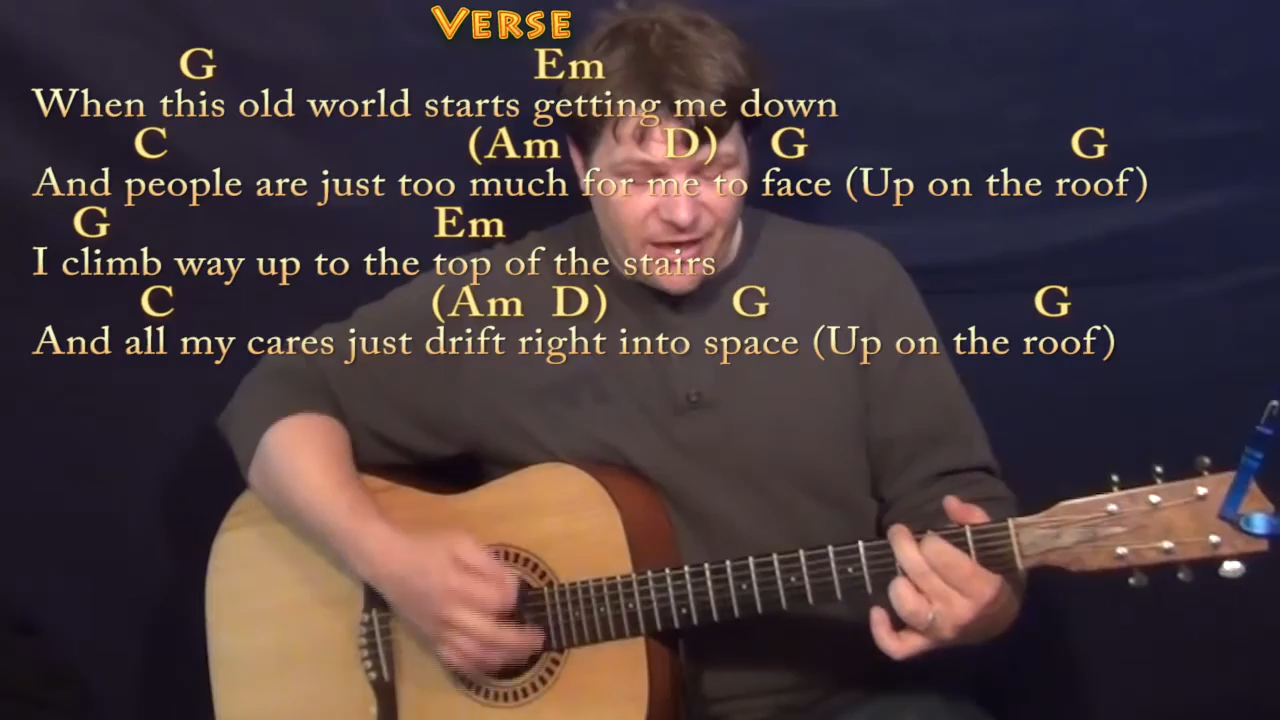 VERSE
G Em
When this old world starts getting me down
C (Am D) G G
And people are just too much for me to face (Up on the roof)
G Em
I climb way up to the top of the stairs
C (Am D) G G
And all my cares just drift right into space (Up on the roof)